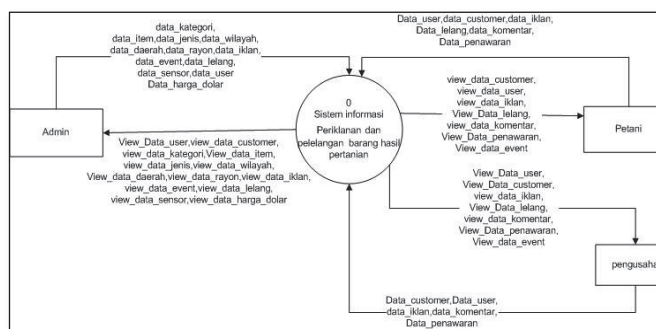 data_kategori,
data_item,data_jenis,data_wilayah,
data_daerah,data_rayon,data_iklan,
data_event,data_lelang,
data_sensor,data_user
Data_harga_dolar
Data_user,data_customer,data_iklan,
Data_lelang,data_komentar,
Data_penawaran
Admin
0
Sistem informasi
Periklanan dan
pelelangan barang hasil
pertanian
view_data_customer,
view_data_user,
view_data_iklan,
View_Data_lelang,
view_data_komentar,
View_Data_penawaran,
View_data_event
Petani
View_Data_user,view_data_customer,
view_data_kategori,View_data_item,
view_data_jenis,view_data_wilayah,
View_data_daerah,view_data_rayon,view_data_iklan,
view_data_event,view_data_lelang,
view_data_sensor,view_data_harga_dolar
View_Data_user,
View_Data_customer,
view_data_iklan,
View_Data_lelang,
view_data_komentar,
View_Data_penawaran,
View_data_event
pengusaha
Data_customer,Data_user,
data_iklan,data_komentar,
Data_penawaran